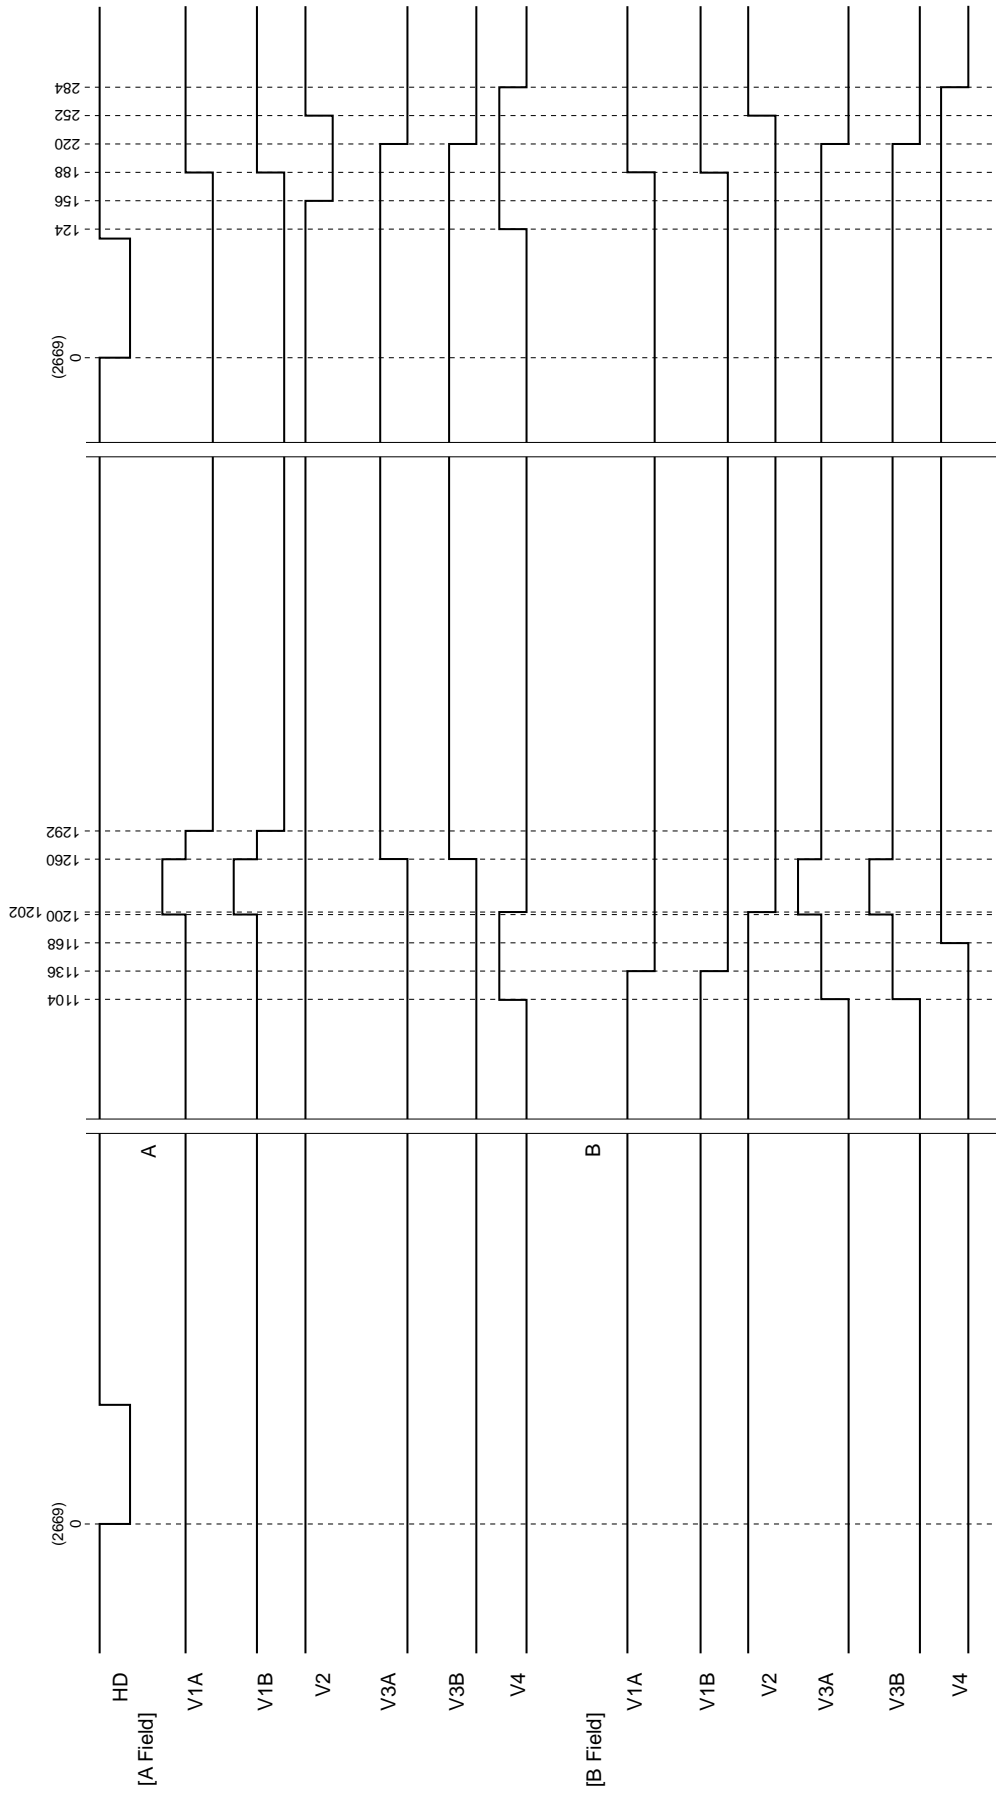 HD
[A Field]
V1A
V1B
V2
V3A
V3B
V4
[B Field]
V1A
V1B
V2
V3A
V3B
V4
(2669)
0
A
B
1104
1136
1168
1200
1202
1260
1292
(2669)
0
124
156
188
220
252
284